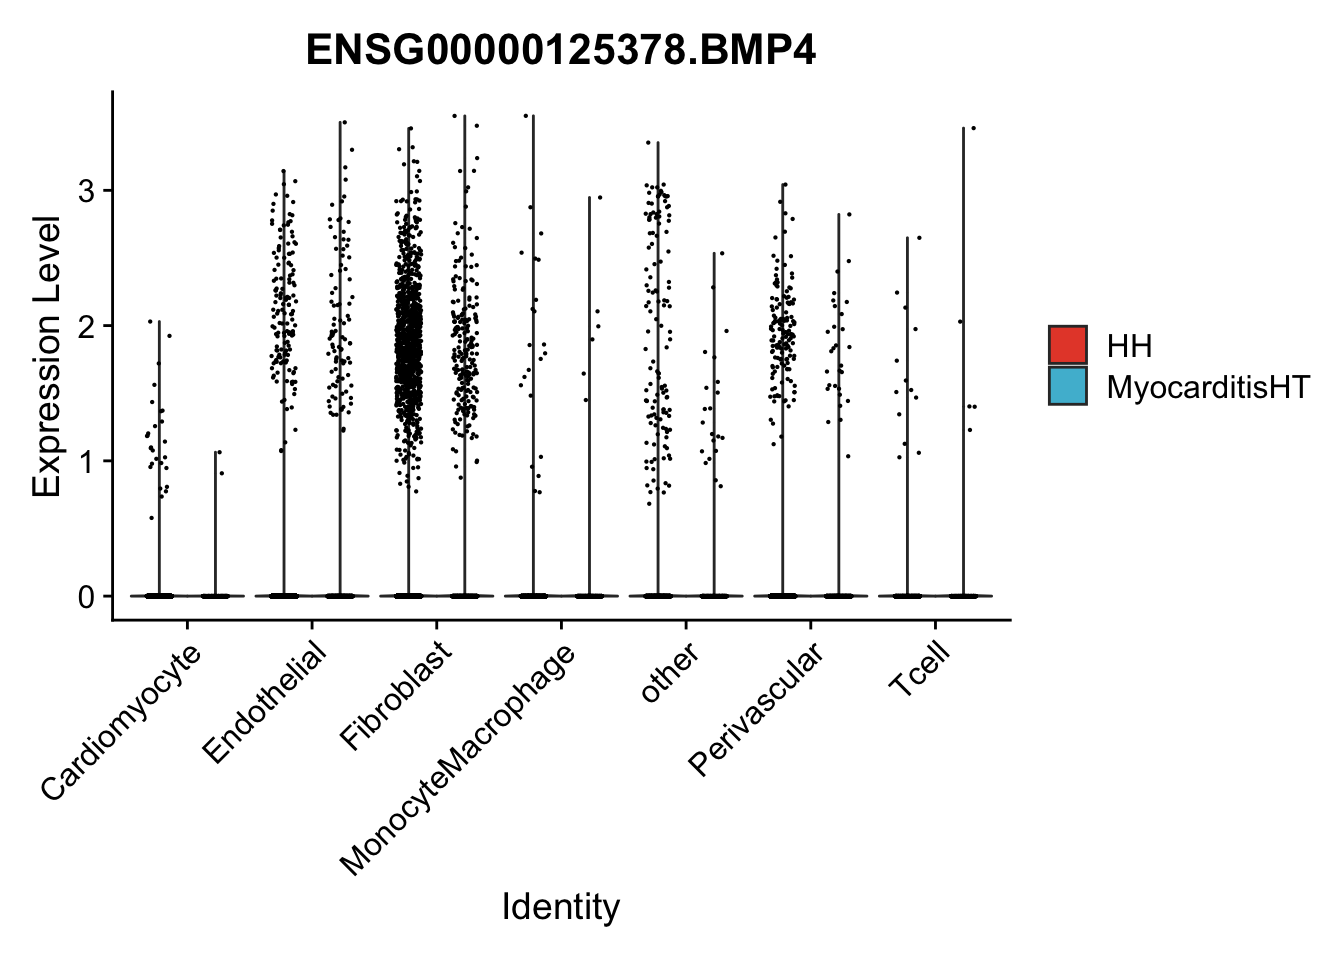 ENSG00000125378.BMP4
Expression Level
3
2
1
0
Cardiomyocyte
Endothelial
Fibroblast
MonocyteMacrophage
other
Perivascular
Tcell
Identity
HH
MyocarditisHT